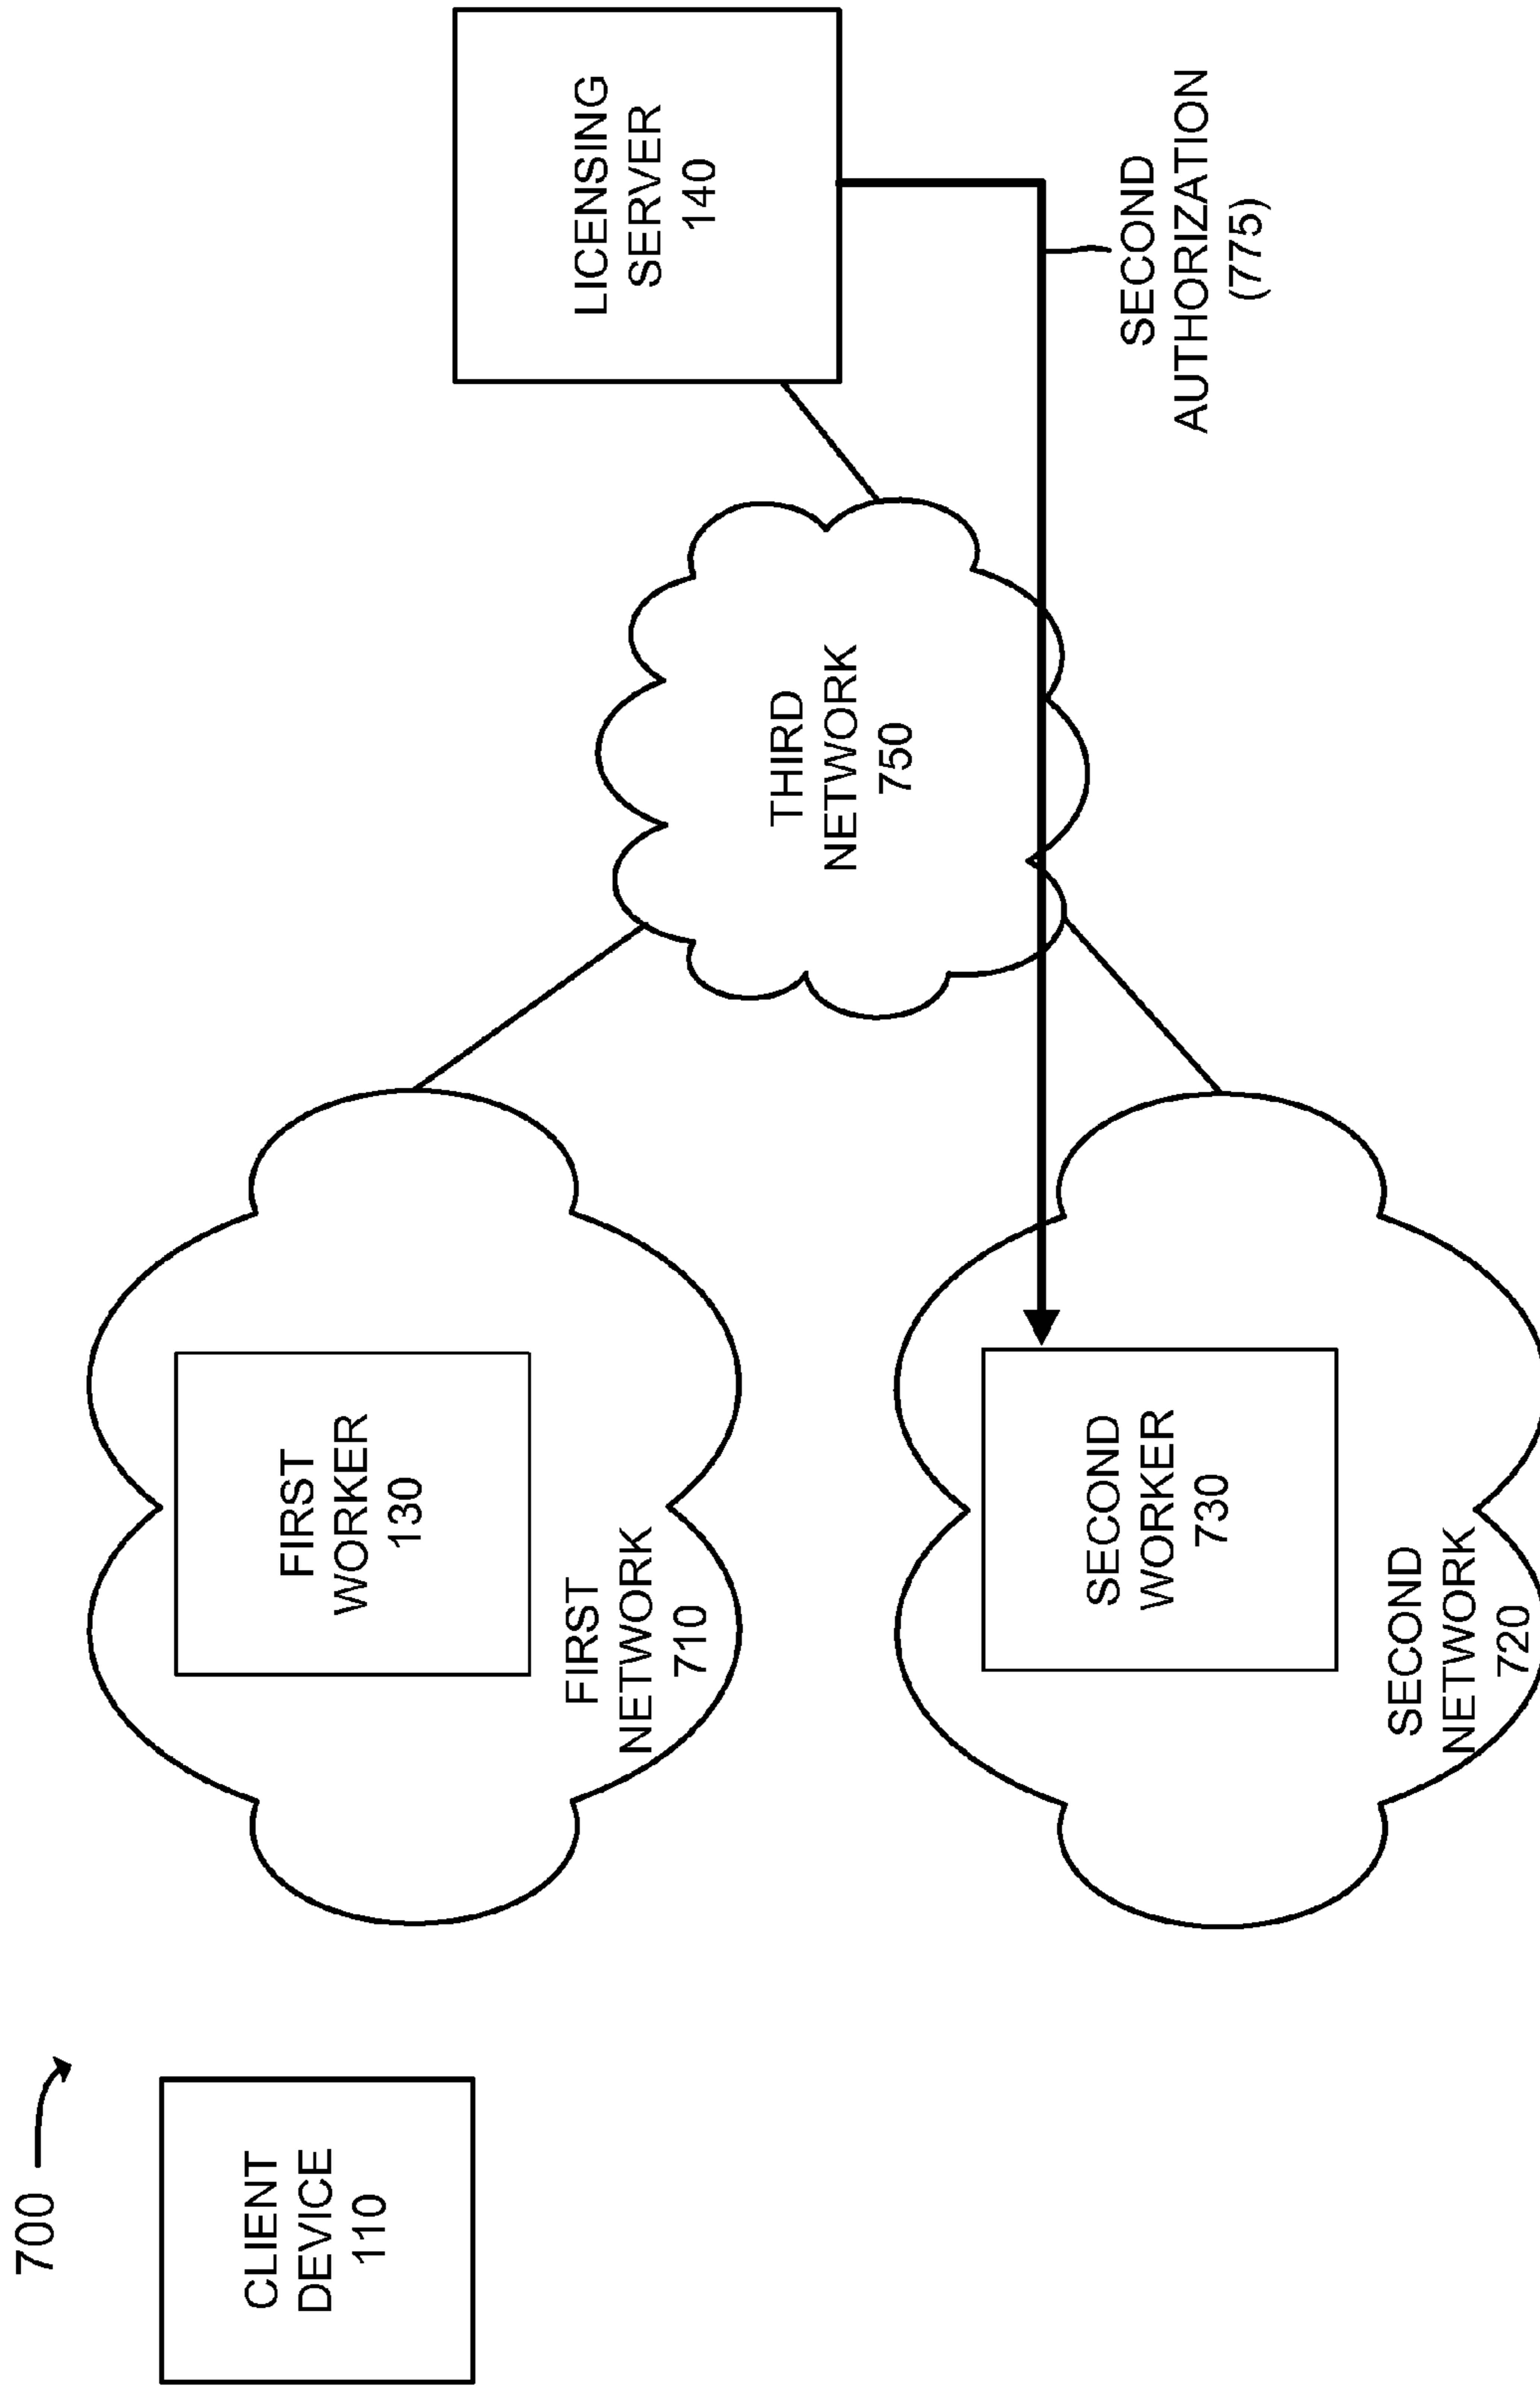 700
CLIENT
DEVICE
110
FIRST
WORKER
130
FIRST
NETWORK
710
SECOND
WORKER
730
SECOND
NETWORK
720
THIRD
NETWORK
750
LICENSING
SERVER
140
SECOND
AUTHORIZATION
(775)